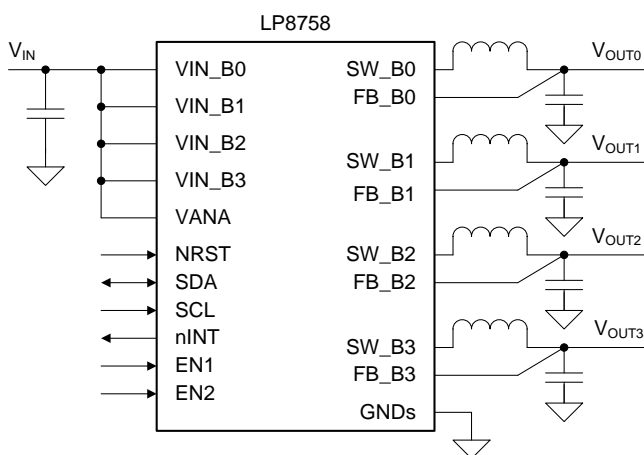 LP8758
VIN
VIN_B0
VIN_B1
VIN_B2
VIN_B3
VANA
NRST
SDA
SCL
nINT
EN1
EN2
SW_B0
FB_B0
SW_B1
FB_B1
SW_B2
FB_B2
SW_B3
FB_B3
GNDs
VOUT0
VOUT1
VOUT2
VOUT3